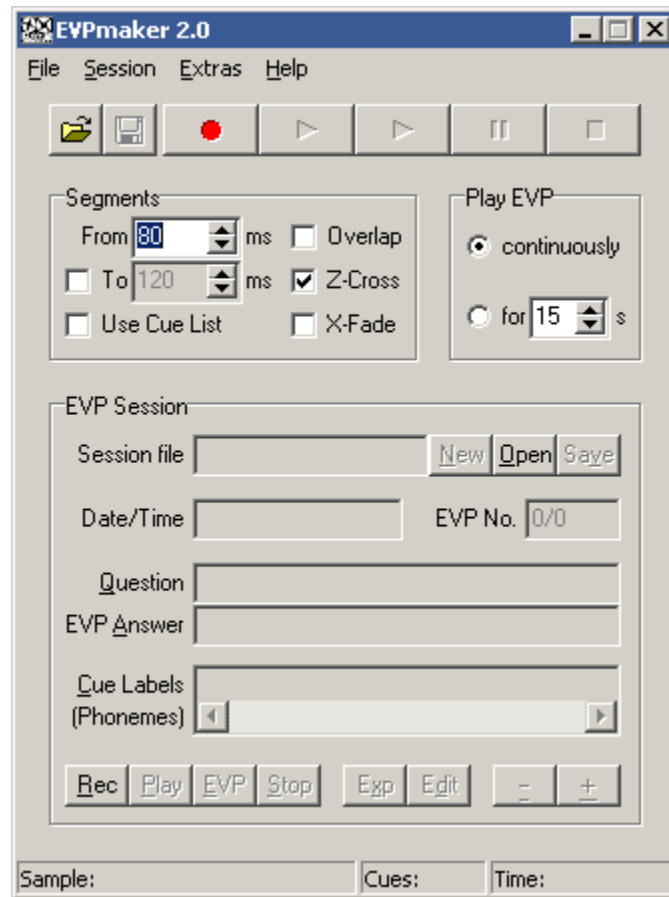 EVPmaker 2.0
File Session Extras Help
Segments
Play EVP
From 80 ms Overlap
continuously
To 120 ms Z-Cross
for 15 s
Use Cue List X-Fade
EVP Session
Session file New Open Save
Date/Time EVP No. 0/0
Question
EVP Answer
Cue Labels
(Phonemes)
Rec Play EVP Stop Exp Edit - +
Sample: Cues: Time: